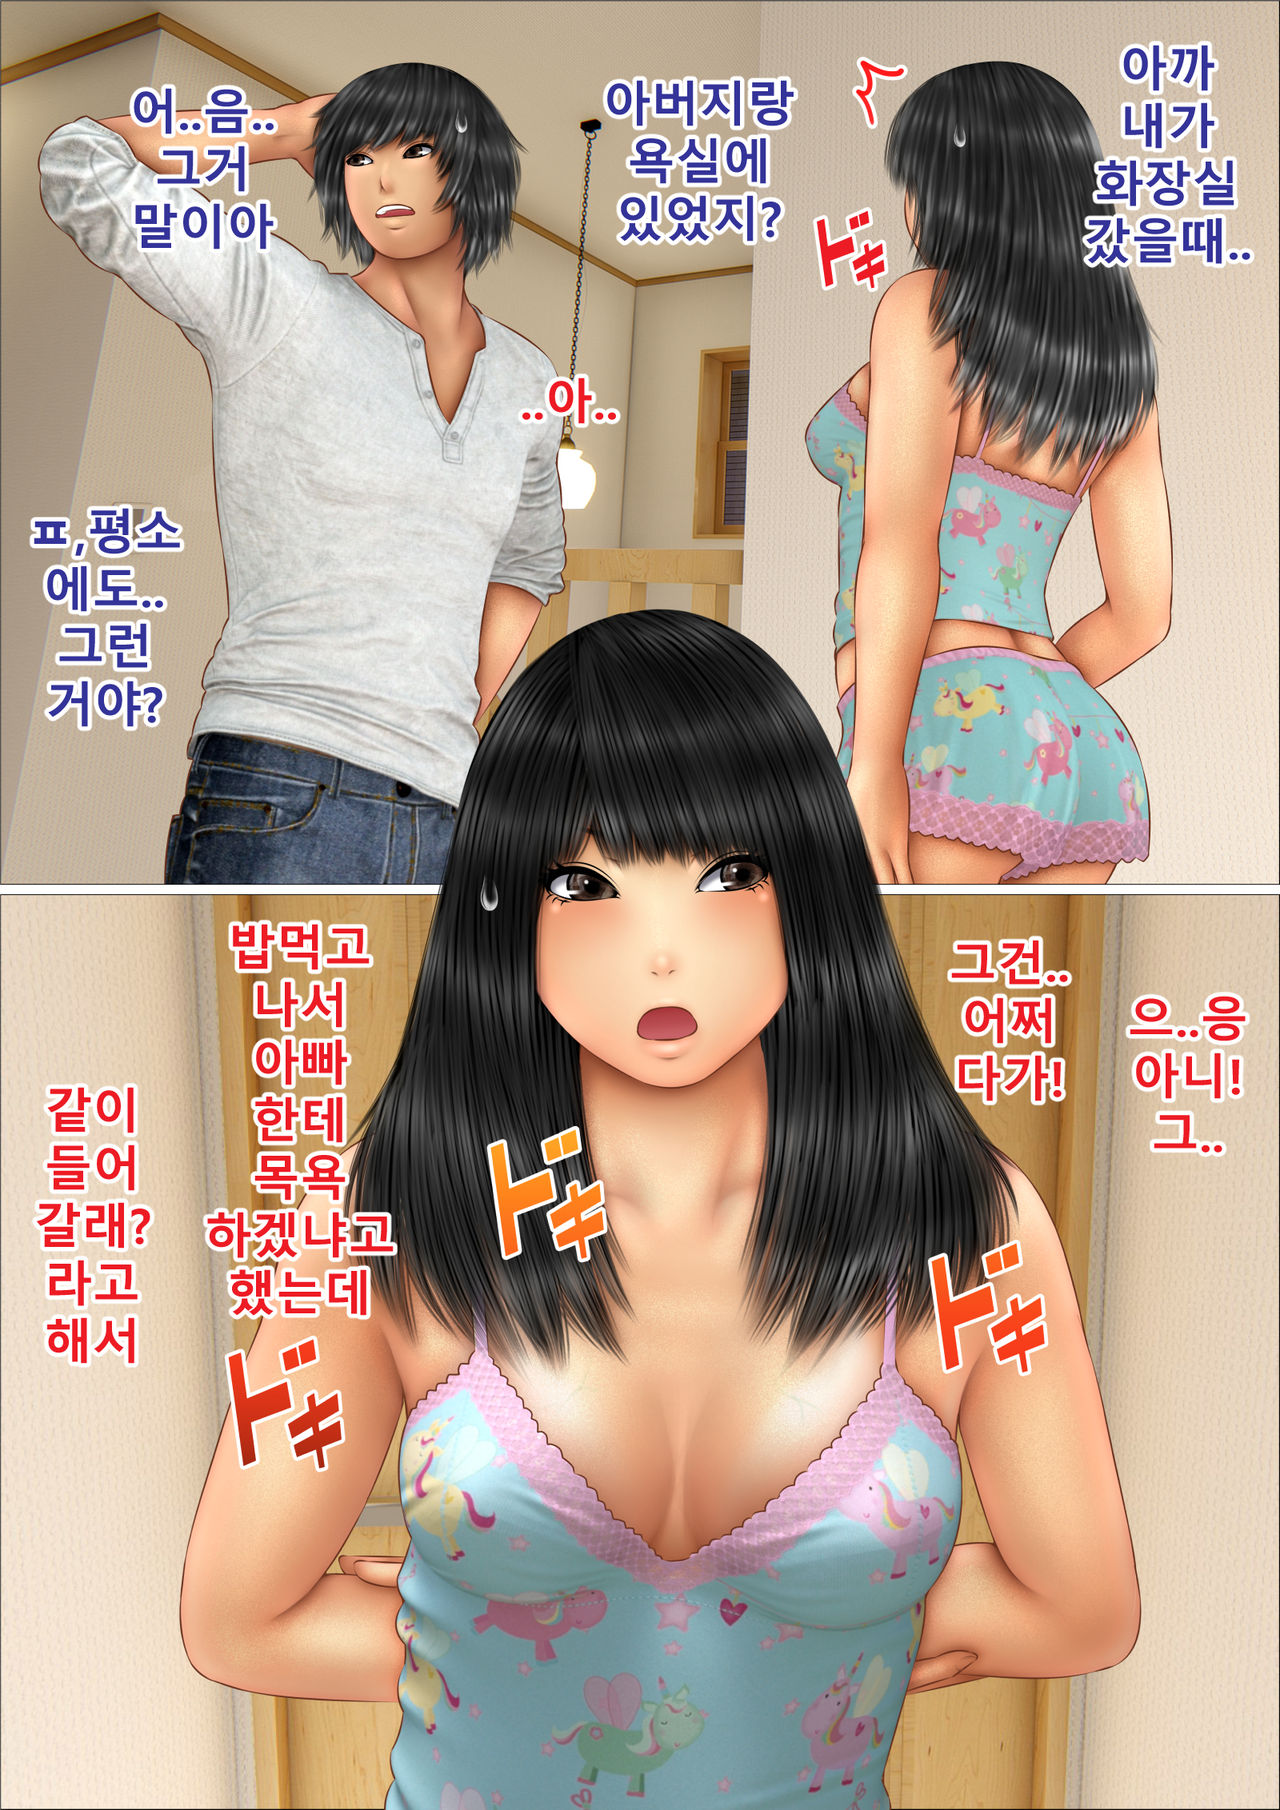 아까
내가
화장실
갔을때..
아버지랑
욕실에
있었지?
ドキ
어..음..
그거
말이아
..아..
ㅍ,평소
에도..
그런
거야?
으..응
아니!
그..
그건..
어쩌
다가!
밥먹고
나서
아빠
한테
목욕
하겠냐고
했는데
같이
들어
갈래?
라고
해서
ドキ
ドキ
ドキ